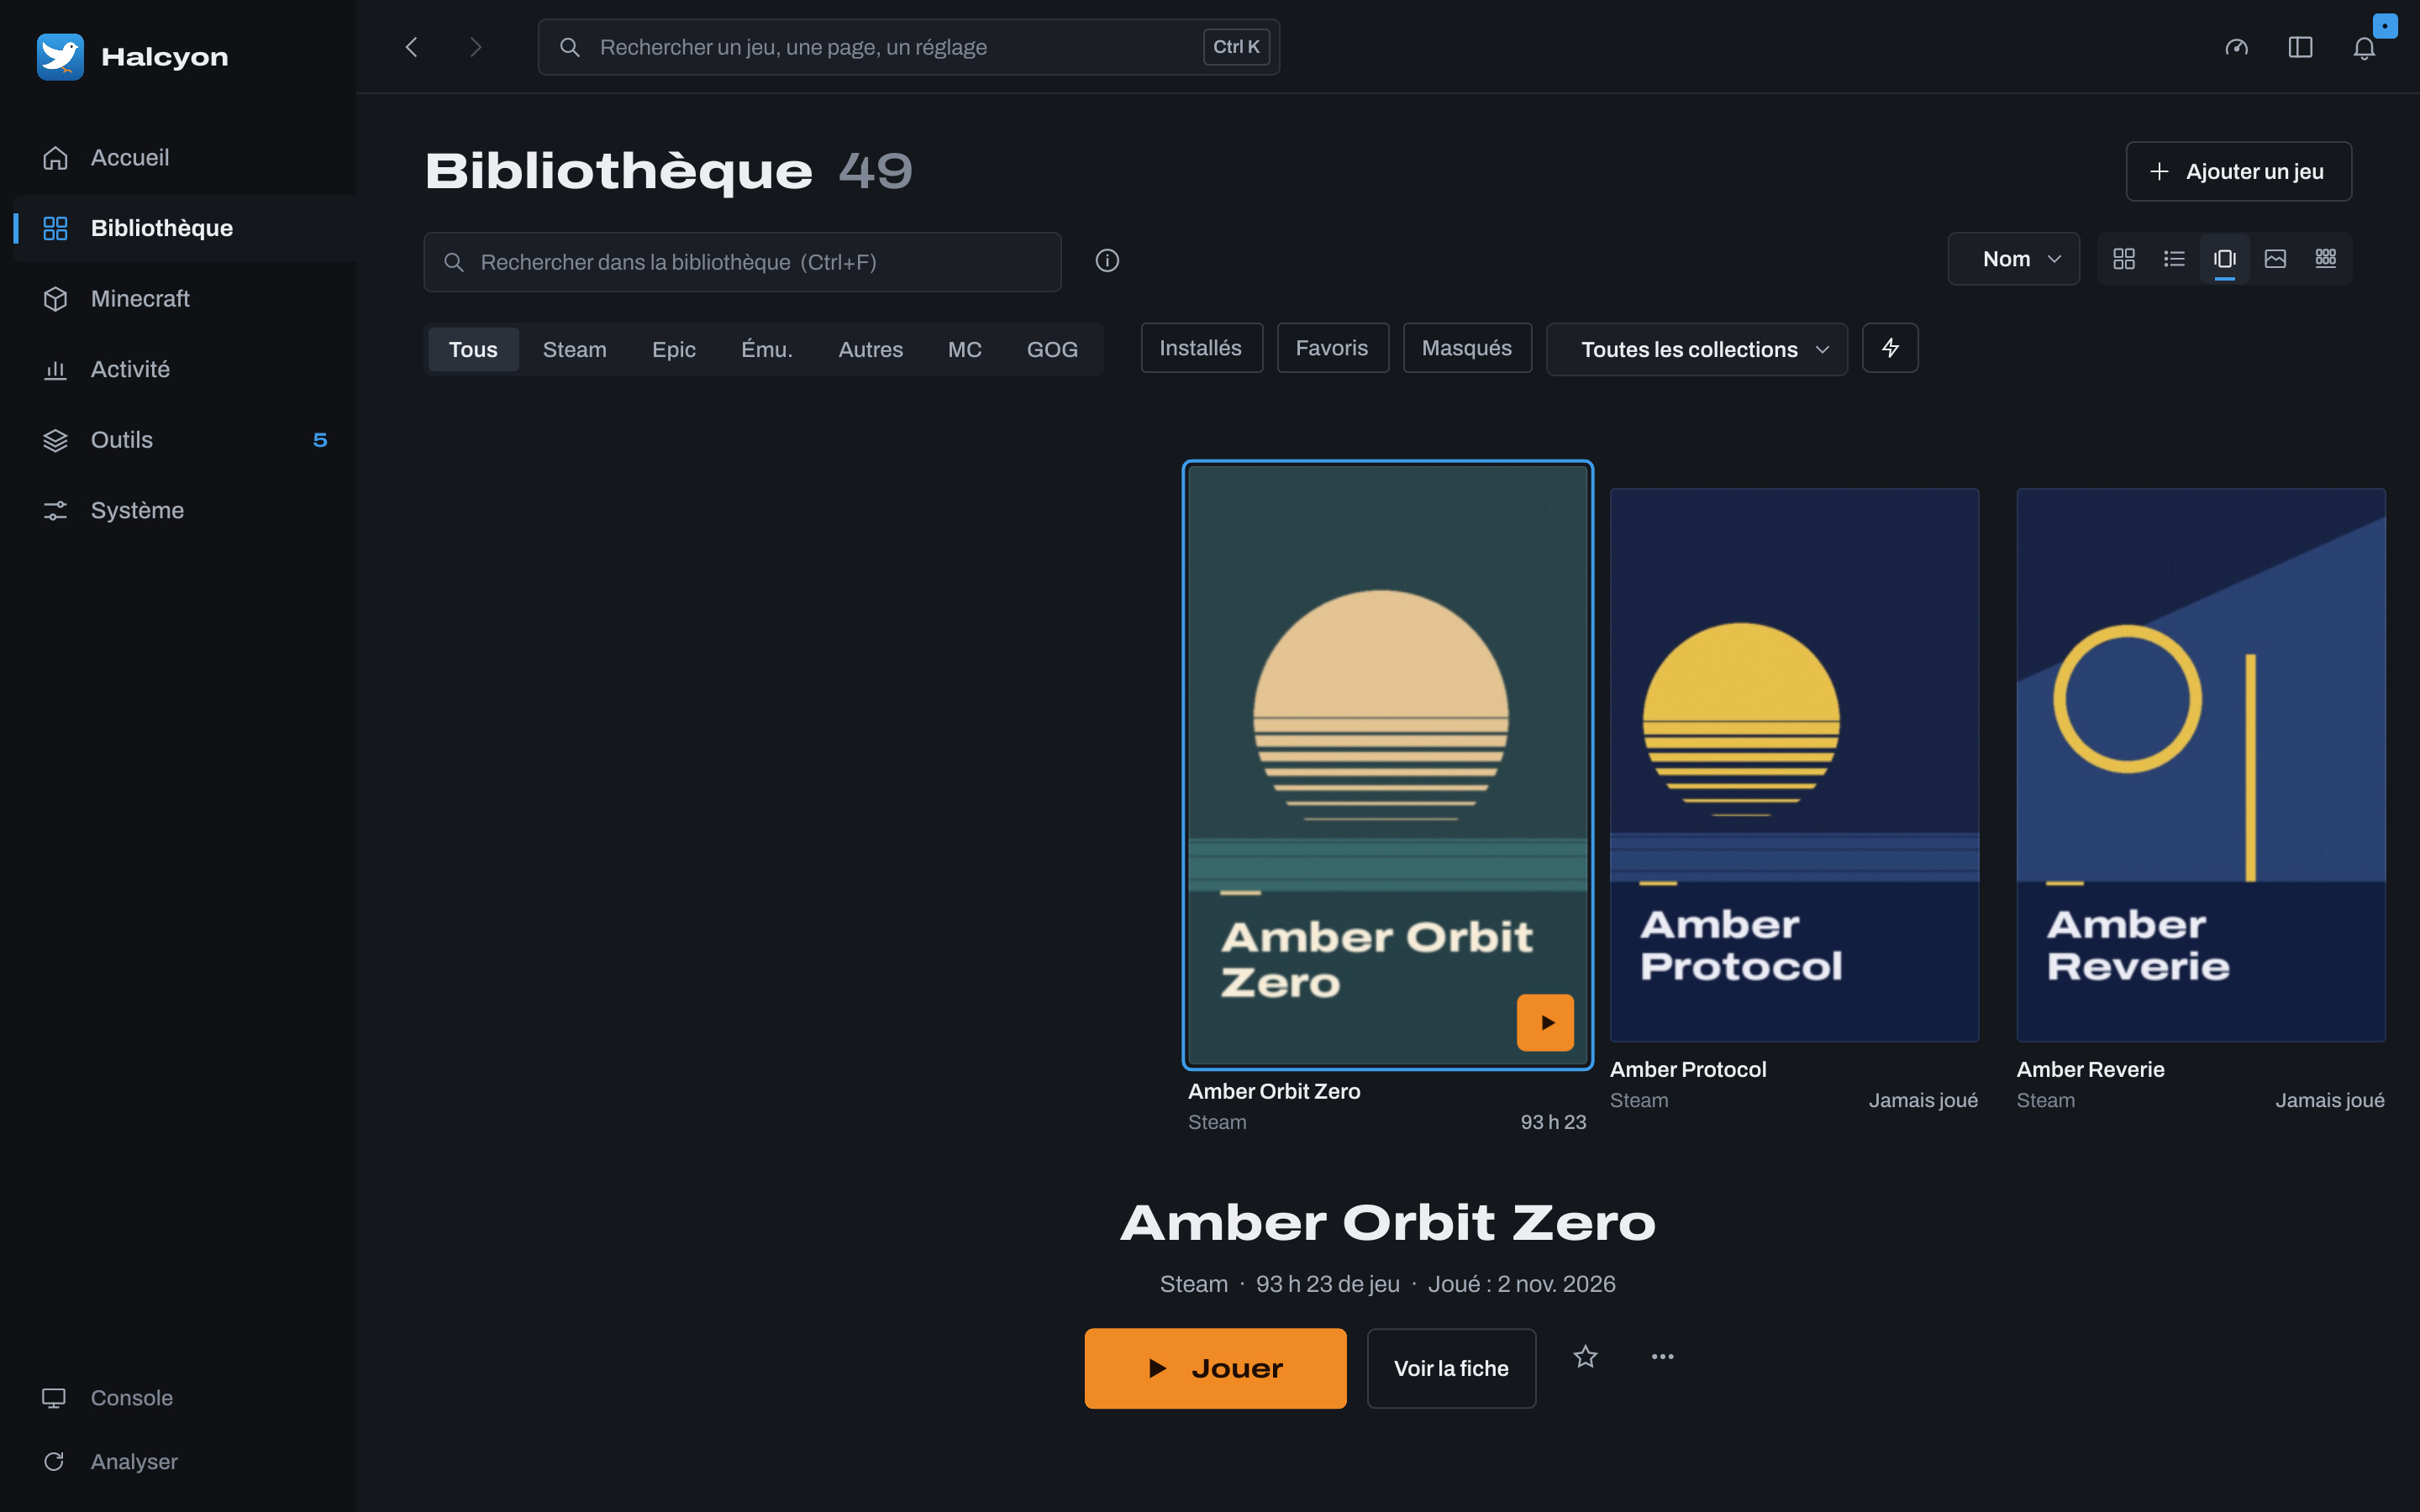 Halcyon
Rechercher un jeu, une page, un réglage
Ctrl K
Accueil
Bibliothèque
Minecraft
Activité
Outils
5
Système
Console
Analyser
Bibliothèque 49
Ajouter un jeu
Rechercher dans la bibliothèque (Ctrl+F)
Nom
Tous
Steam
Epic
Ému.
Autres
MC
GOG
Installés
Favoris
Masqués
Toutes les collections
Amber Orbit
Zero
Amber Orbit Zero
Steam
93 h 23
Amber
Protocol
Amber Protocol
Steam
Jamais joué
Amber
Reverie
Amber Reverie
Steam
Jamais joué
Amber Orbit Zero
Steam · 93 h 23 de jeu · Joué : 2 nov. 2026
Jouer
Voir la fiche